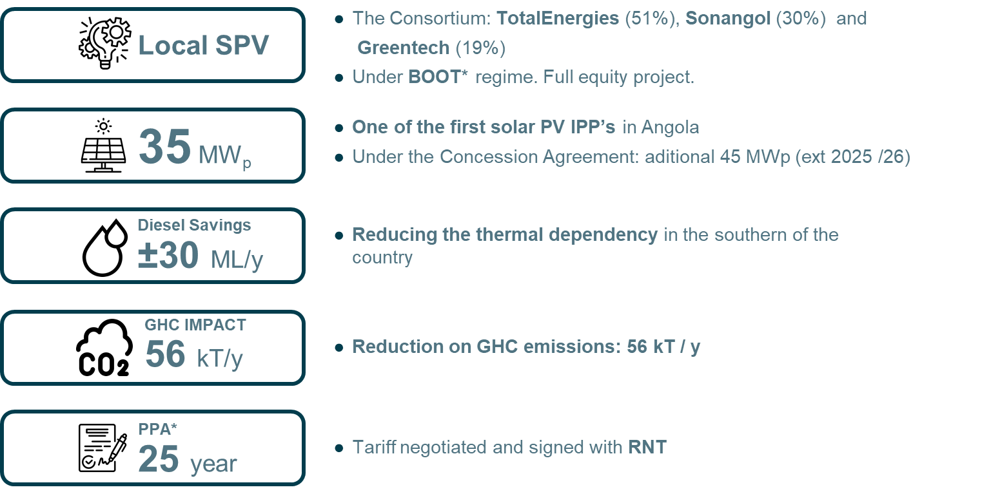 Local SPV
● The Consortium: TotalEnergies (51%), Sonangol (30%) and
Greentech (19%)
● Under BOOT* regime. Full equity project.
35 MWp
● One of the first solar PV IPP’s in Angola
● Under the Concession Agreement: aditional 45 MWp (ext 2025 /26)
Diesel Savings
±30 ML/y
● Reducing the thermal dependency in the southern of the
country
GHC IMPACT
CO2
56 kT/y
● Reduction on GHC emissions: 56 kT / y
PPA*
25 year
● Tariff negotiated and signed with RNT